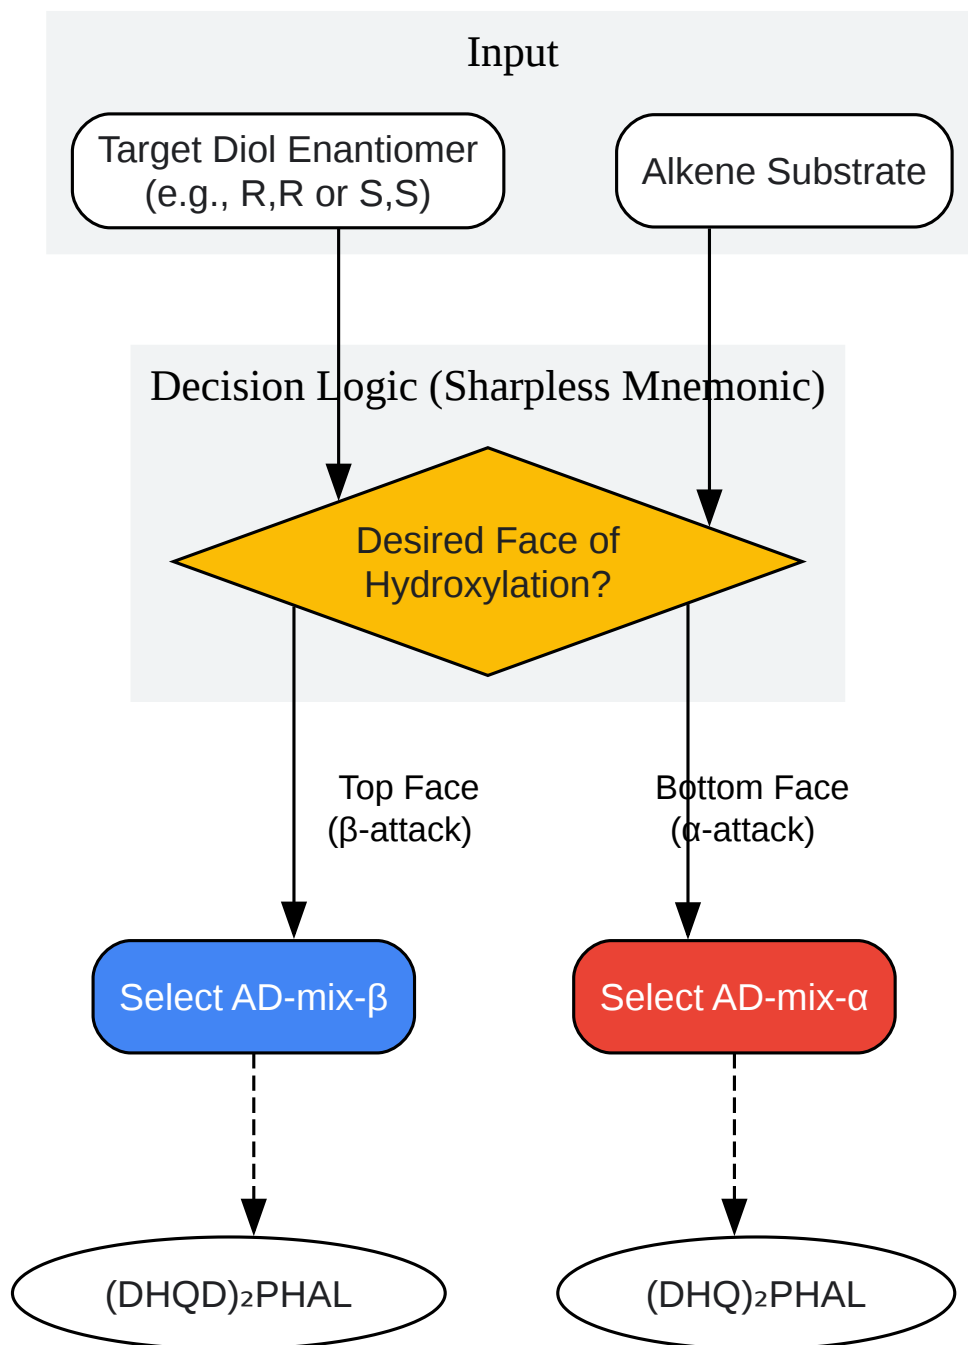 Input
Target Diol Enantiomer
(e.g., R,R or S,S)
Alkene Substrate
Decision Logic (Sharpless Mnemonic)
Desired Face of
Hydroxylation?
Top Face
(β-attack)
Bottom Face
(α-attack)
Select AD-mix-β
Select AD-mix-α
(DHQD)₂PHAL
(DHQ)₂PHAL